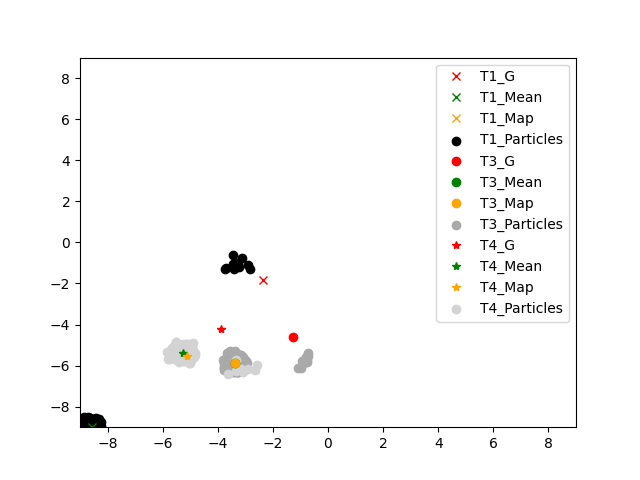 8
6
4
2
0
−2
−4
−6
−8
−8 −6 −4 −2 0 2 4 6 8
T1_G
T1_Mean
T1_Map
T1_Particles
T3_G
T3_Mean
T3_Map
T3_Particles
T4_G
T4_Mean
T4_Map
T4_Particles